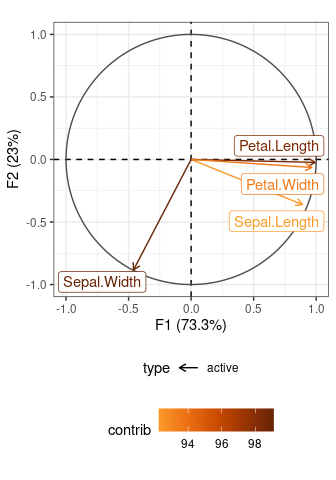 1.0
0.5
0.0
-0.5
-1.0
F2 (23%)
Petal.Length
Petal.Width
Sepal.Length
Sepal.Width
-1.0 -0.5 0.0 0.5 1.0
F1 (73.3%)
type active
contrib
94 96 98